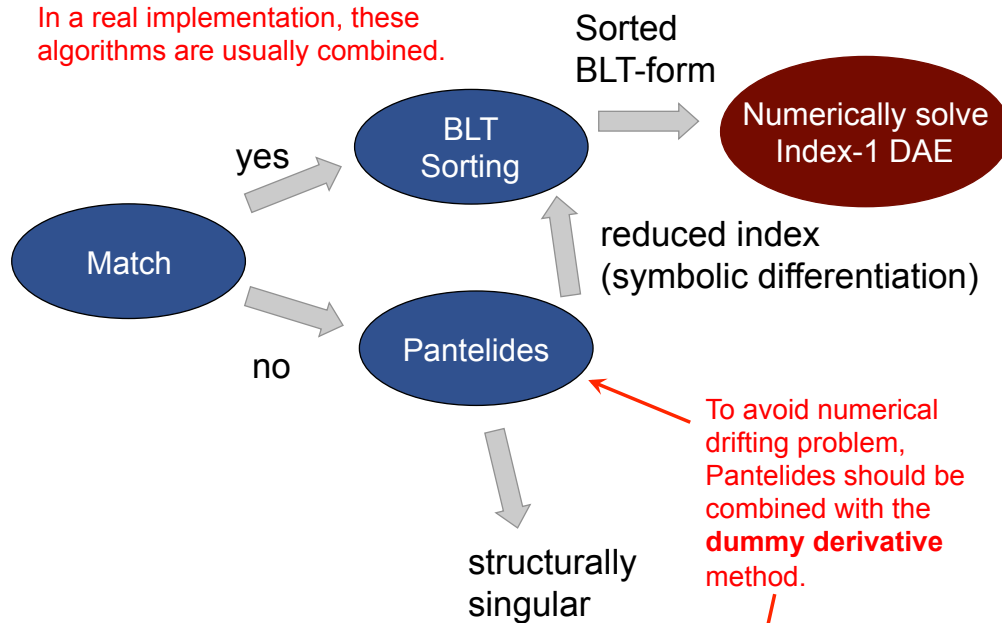 In a real implementation, these
algorithms are usually combined.
Sorted
BLT-form
Numerically solve
Index-1 DAE
BLT
Sorting
yes
Match
reduced index
(symbolic differentiation)
no
Pantelides
To avoid numerical
drifting problem,
Pantelides should be
combined with the
dummy derivative
method.
structurally
singular